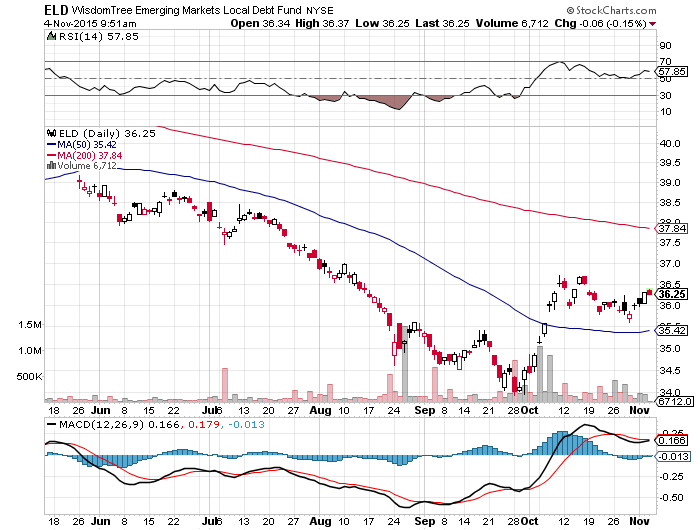 ELD WisdomTree Emerging Markets Local Debt Fund NYSE
© StockCharts.com
4-Nov-2015 9:51am
Open 36.34 High 36.37 Low 36.25 Last 36.25 Volume 6,712 Chg -0.06 (-0.15%)
RSI(14) 57.85
90
70
57.85
50
30
10
ELD (Daily) 36.25
MA(50) 35.42
MA(200) 37.84
Volume 6,712
40.0
39.5
39.0
38.5
38.0
37.84
37.5
37.0
36.5
36.25
36.0
35.5
35.42
35.0
34.5
34.0
6712.0
1.5M
1.0M
500K
18 26 Jun 8 15 22 Jul 6 13 20 27 Aug 10 17 24 Sep 8 14 21 28 Oct 12 19 26 Nov
MACD(12,26,9) 0.166, 0.179, -0.013
0.25
0.166
-0.013
-0.25
-0.50
18 26 Jun 8 15 22 Jul 6 13 20 27 Aug 10 17 24 Sep 8 14 21 28 Oct 12 19 26 Nov